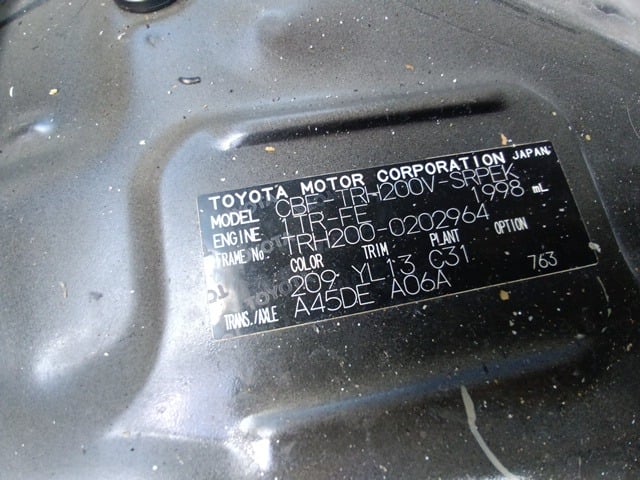 TOYOTA MOTOR CORPORATION JAPAN
MODEL CBF-TRH200V-SRPEK
ENGINE 1TR-FE 1998 mL
FRAME No. TRH200-0202964
COLOR TRIM PLANT OPTION
209 YL13 C31
TRANS./AXLE A45DE A06A 763